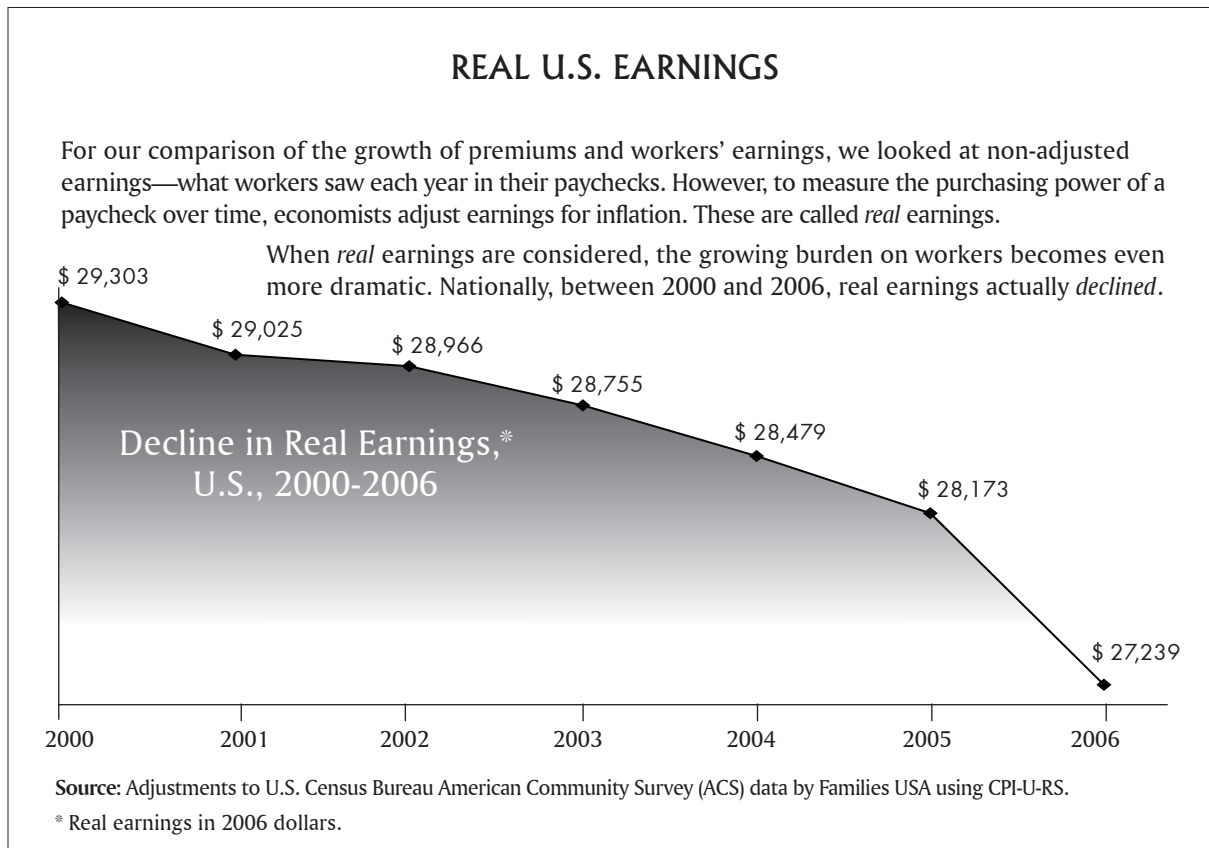 REAL U.S. EARNINGS
For our comparison of the growth of premiums and workers’ earnings, we looked at non-adjusted
earnings—what workers saw each year in their paychecks. However, to measure the purchasing power of a
paycheck over time, economists adjust earnings for inflation. These are called real earnings.
When real earnings are considered, the growing burden on workers becomes even
more dramatic. Nationally, between 2000 and 2006, real earnings actually declined.
$ 29,303
$ 29,025
$ 28,966
$ 28,755
$ 28,479
$ 28,173
$ 27,239
Decline in Real Earnings,*
U.S., 2000-2006
2000 2001 2002 2003 2004 2005 2006
Source: Adjustments to U.S. Census Bureau American Community Survey (ACS) data by Families USA using CPI-U-RS.
* Real earnings in 2006 dollars.